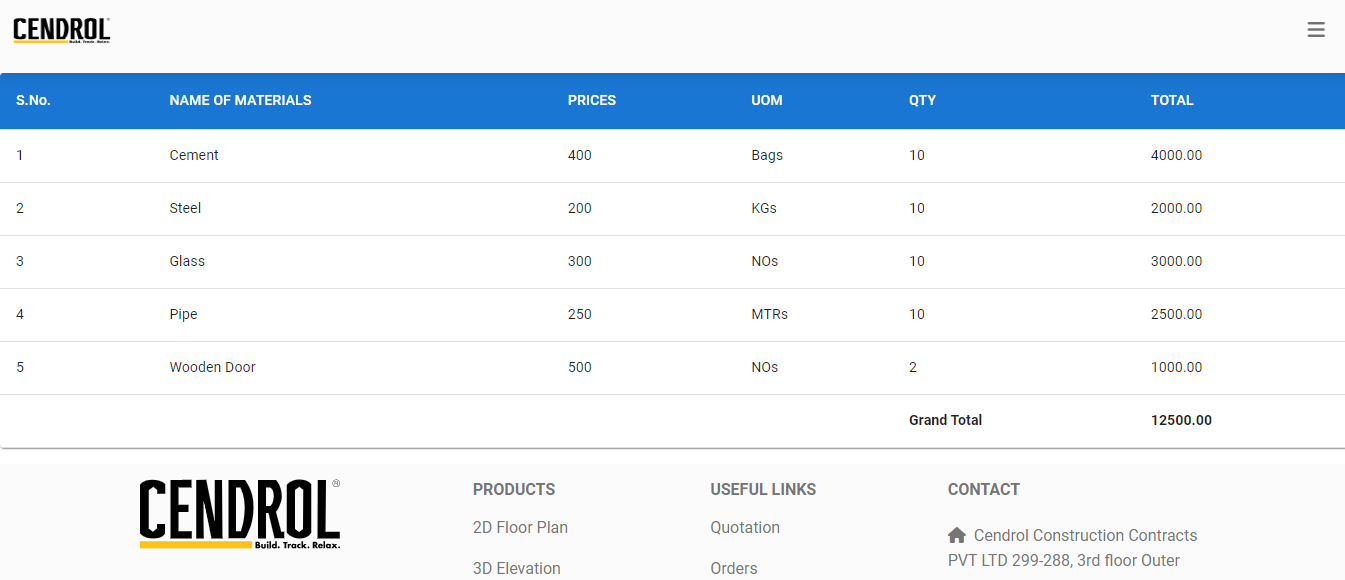 CENDROL
Build. Track. Relax.
S.No. NAME OF MATERIALS PRICES UOM QTY TOTAL
1 Cement 400 Bags 10 4000.00
2 Steel 200 KGs 10 2000.00
3 Glass 300 NOs 10 3000.00
4 Pipe 250 MTRs 10 2500.00
5 Wooden Door 500 NOs 2 1000.00
Grand Total 12500.00
CENDROL®
Build. Track. Relax.
PRODUCTS
2D Floor Plan
3D Elevation
USEFUL LINKS
Quotation
Orders
CONTACT
Cendrol Construction Contracts
PVT LTD 299-288, 3rd floor Outer